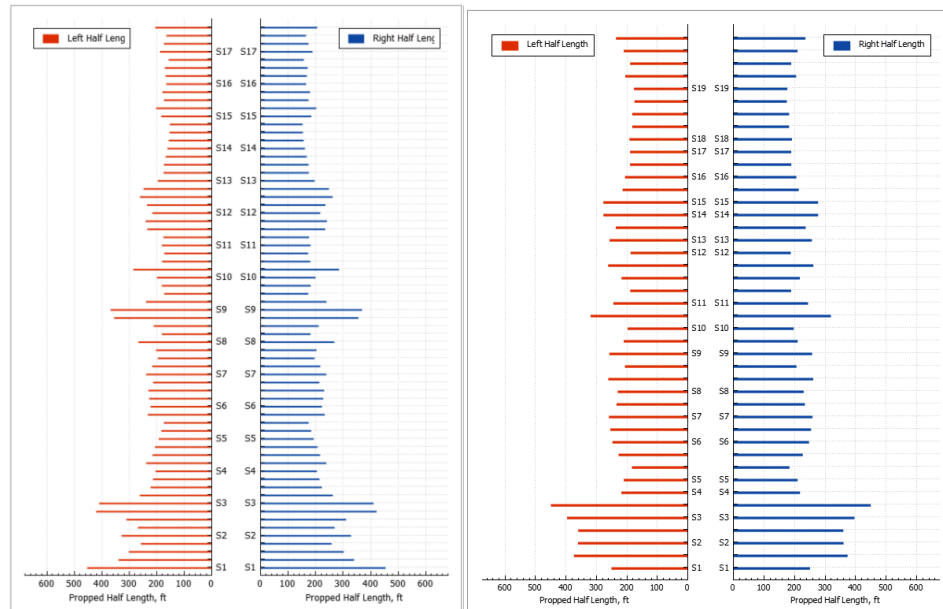 Left Half Leng
Right Half Leng
S17 S17
S16 S16
S15 S15
S14 S14
S13 S13
S12 S12
S11 S11
S10 S10
S9 S9
S8 S8
S7 S7
S6 S6
S5 S5
S4 S4
S3 S3
S2 S2
S1 S1
600 500 400 300 200 100 0
0 100 200 300 400 500 600
Propped Half Length, ft
Propped Half Length, ft
Left Half Length
Right Half Length
S19 S19
S18 S18
S17 S17
S16 S16
S15 S15
S14 S14
S13 S13
S12 S12
S11 S11
S10 S10
S9 S9
S8 S8
S7 S7
S6 S6
S5 S5
S4 S4
S3 S3
S2 S2
S1 S1
600 500 400 300 200 100 0
0 100 200 300 400 500 600
Propped Half Length, ft
Propped Half Length, ft